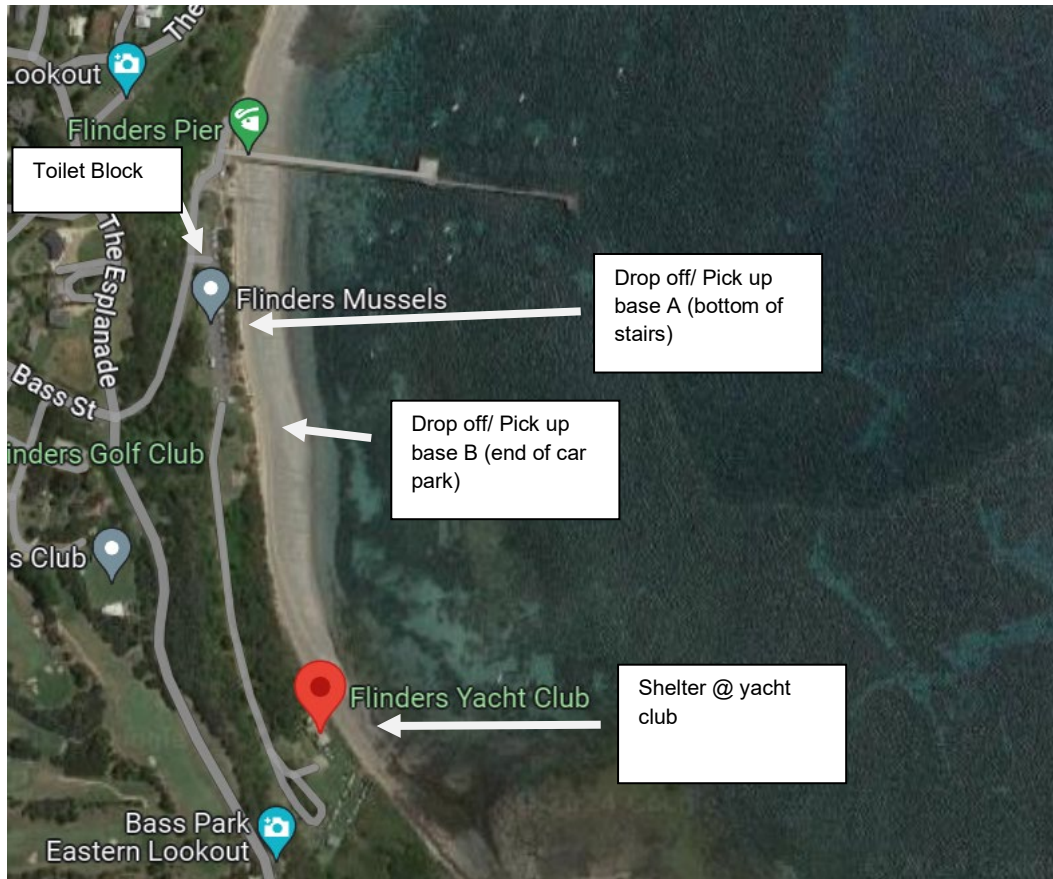 The
Lookout
Flinders Pier
Toilet Block
The Esplanade
Drop off/ Pick up
base A (bottom of
stairs)
Flinders Mussels
Bass St
Drop off/ Pick up
base B (end of car
park)
inders Golf Club
s Club
Shelter @ yacht
club
Flinders Yacht Club
Bass Park
Eastern Lookout